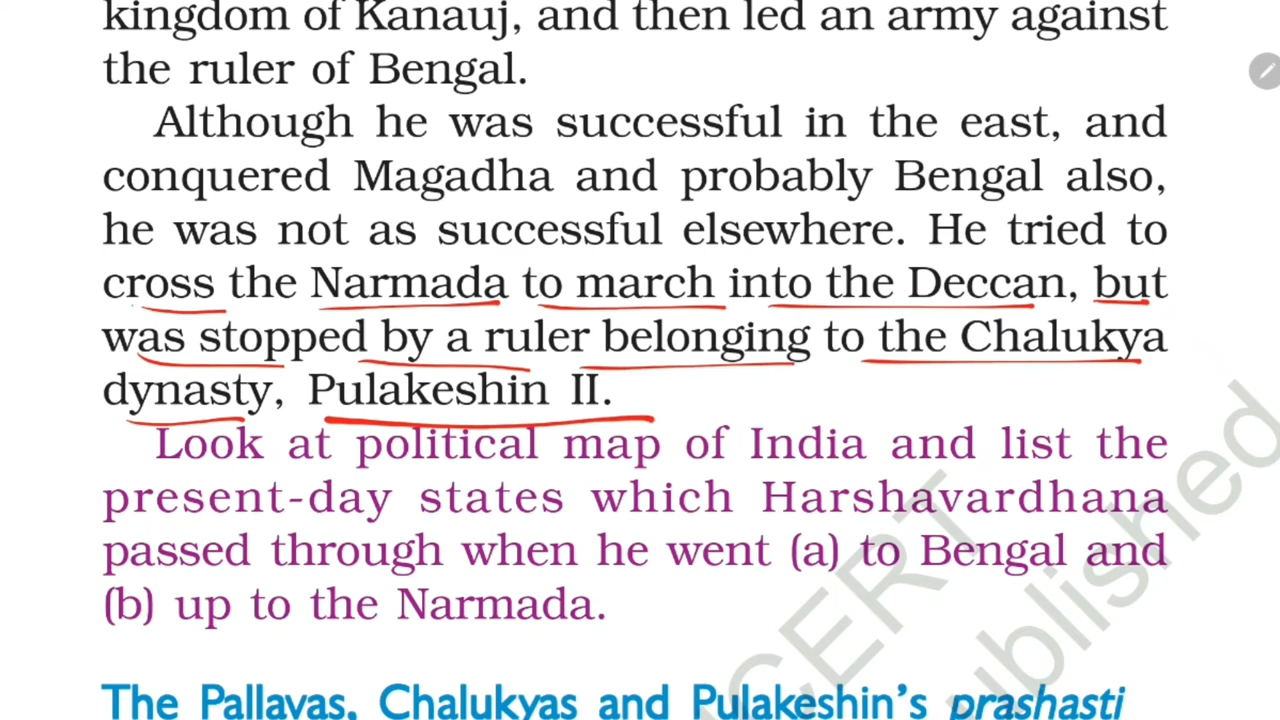 kingdom of Kanauj, and then led an army against
the ruler of Bengal.
Although he was successful in the east, and
conquered Magadha and probably Bengal also,
he was not as successful elsewhere. He tried to
cross the Narmada to march into the Deccan, but
was stopped by a ruler belonging to the Chalukya
dynasty, Pulakeshin II.
Look at political map of India and list the
present-day states which Harshavardhana
passed through when he went (a) to Bengal and
(b) up to the Narmada.
The Pallavas, Chalukyas and Pulakeshin's prashasti
CERT
ublished